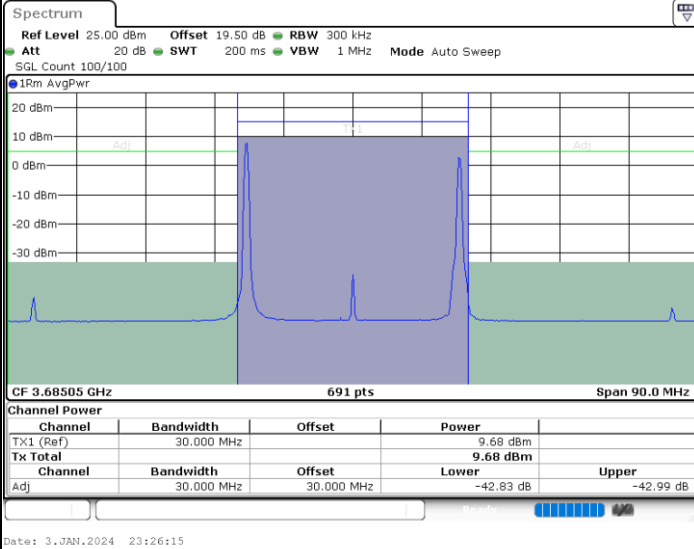 Spectrum
Ref Level 25.00 dBm Offset 19.50 dB RBW 300 kHz
Att 20 dB SWT 200 ms VBW 1 MHz Mode Auto Sweep
SGL Count 100/100
1Rm AvgPwr
20 dBm
TX1
10 dBm
Adj Adj
0 dBm
-10 dBm
-20 dBm
-30 dBm
CF 3.68505 GHz 691 pts Span 90.0 MHz
Channel Power
Channel Bandwidth Offset Power
TX1 (Ref) 30.000 MHz 9.68 dBm
Tx Total 9.68 dBm
Channel Bandwidth Offset Lower Upper
Adj 30.000 MHz 30.000 MHz -42.83 dB -42.99 dB
Ready
Date: 3.JAN.2024 23:26:15